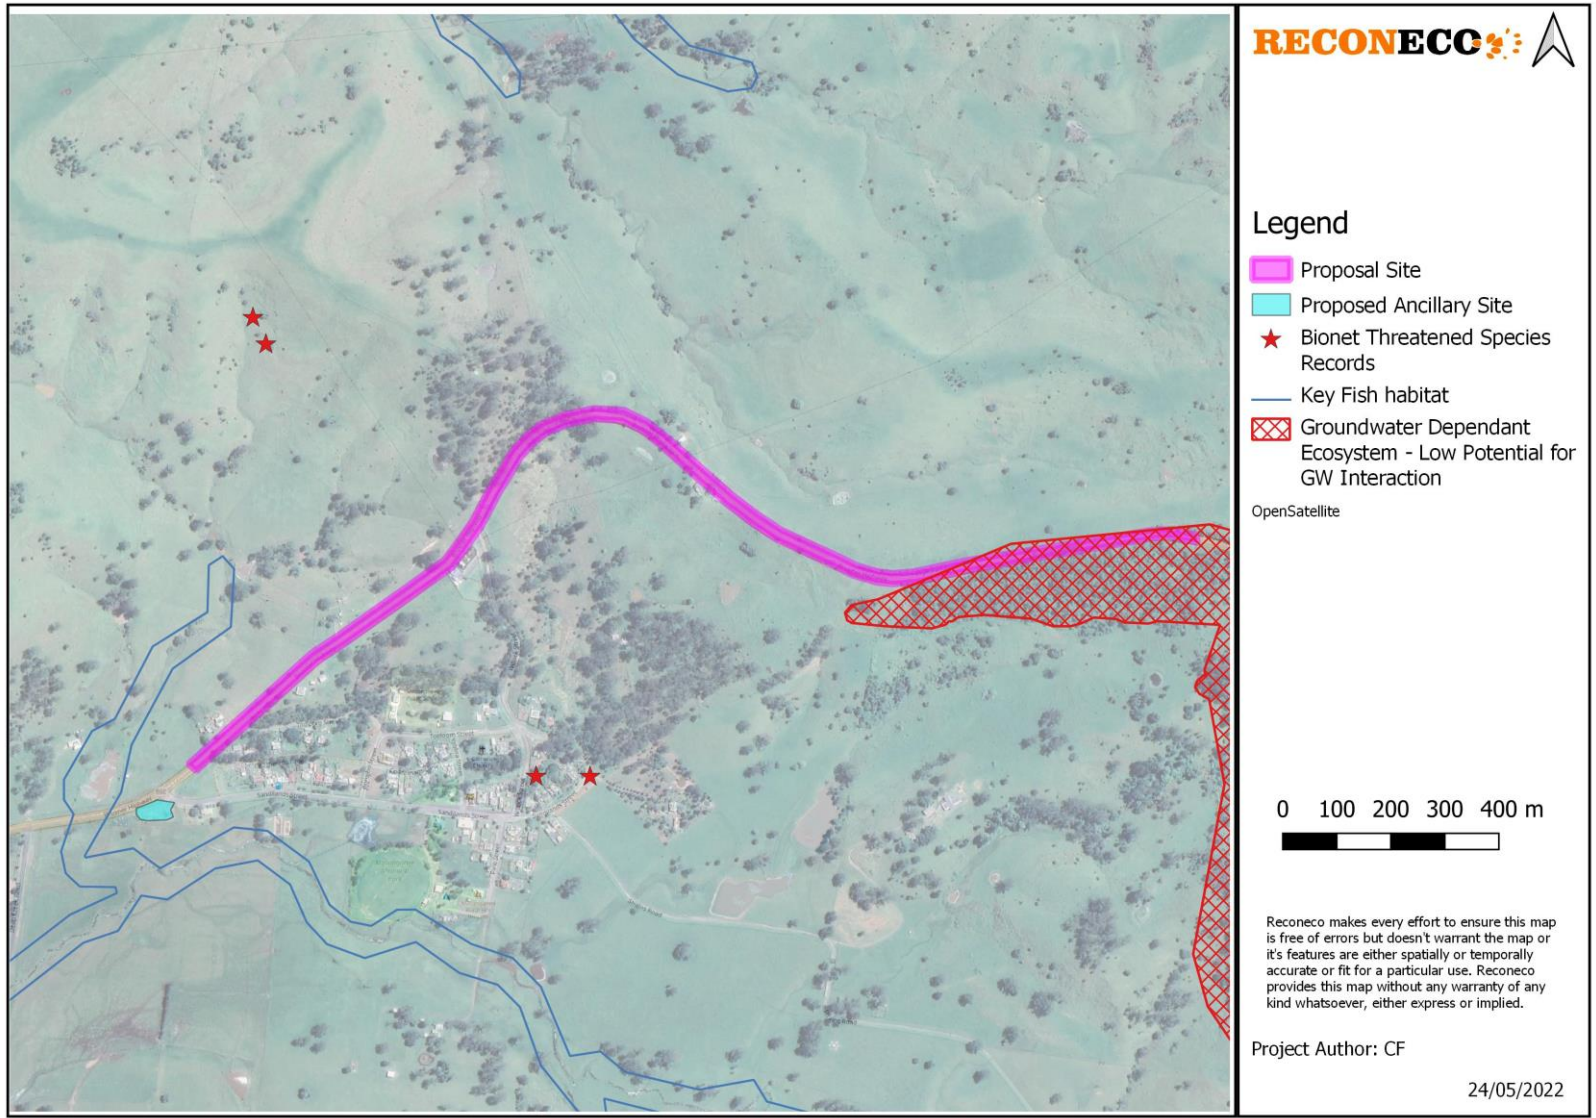 RECONECO
Legend
Proposal Site
Proposed Ancillary Site
Bionet Threatened Species
Records
Key Fish habitat
Groundwater Dependant
Ecosystem - Low Potential for
GW Interaction
OpenSatellite
0 100 200 300 400 m
Reconeco makes every effort to ensure this map
is free of errors but doesn't warrant the map or
it's features are either spatially or temporally
accurate or fit for a particular use. Reconeco
provides this map without any warranty of any
kind whatsoever, either express or implied.
Project Author: CF
24/05/2022